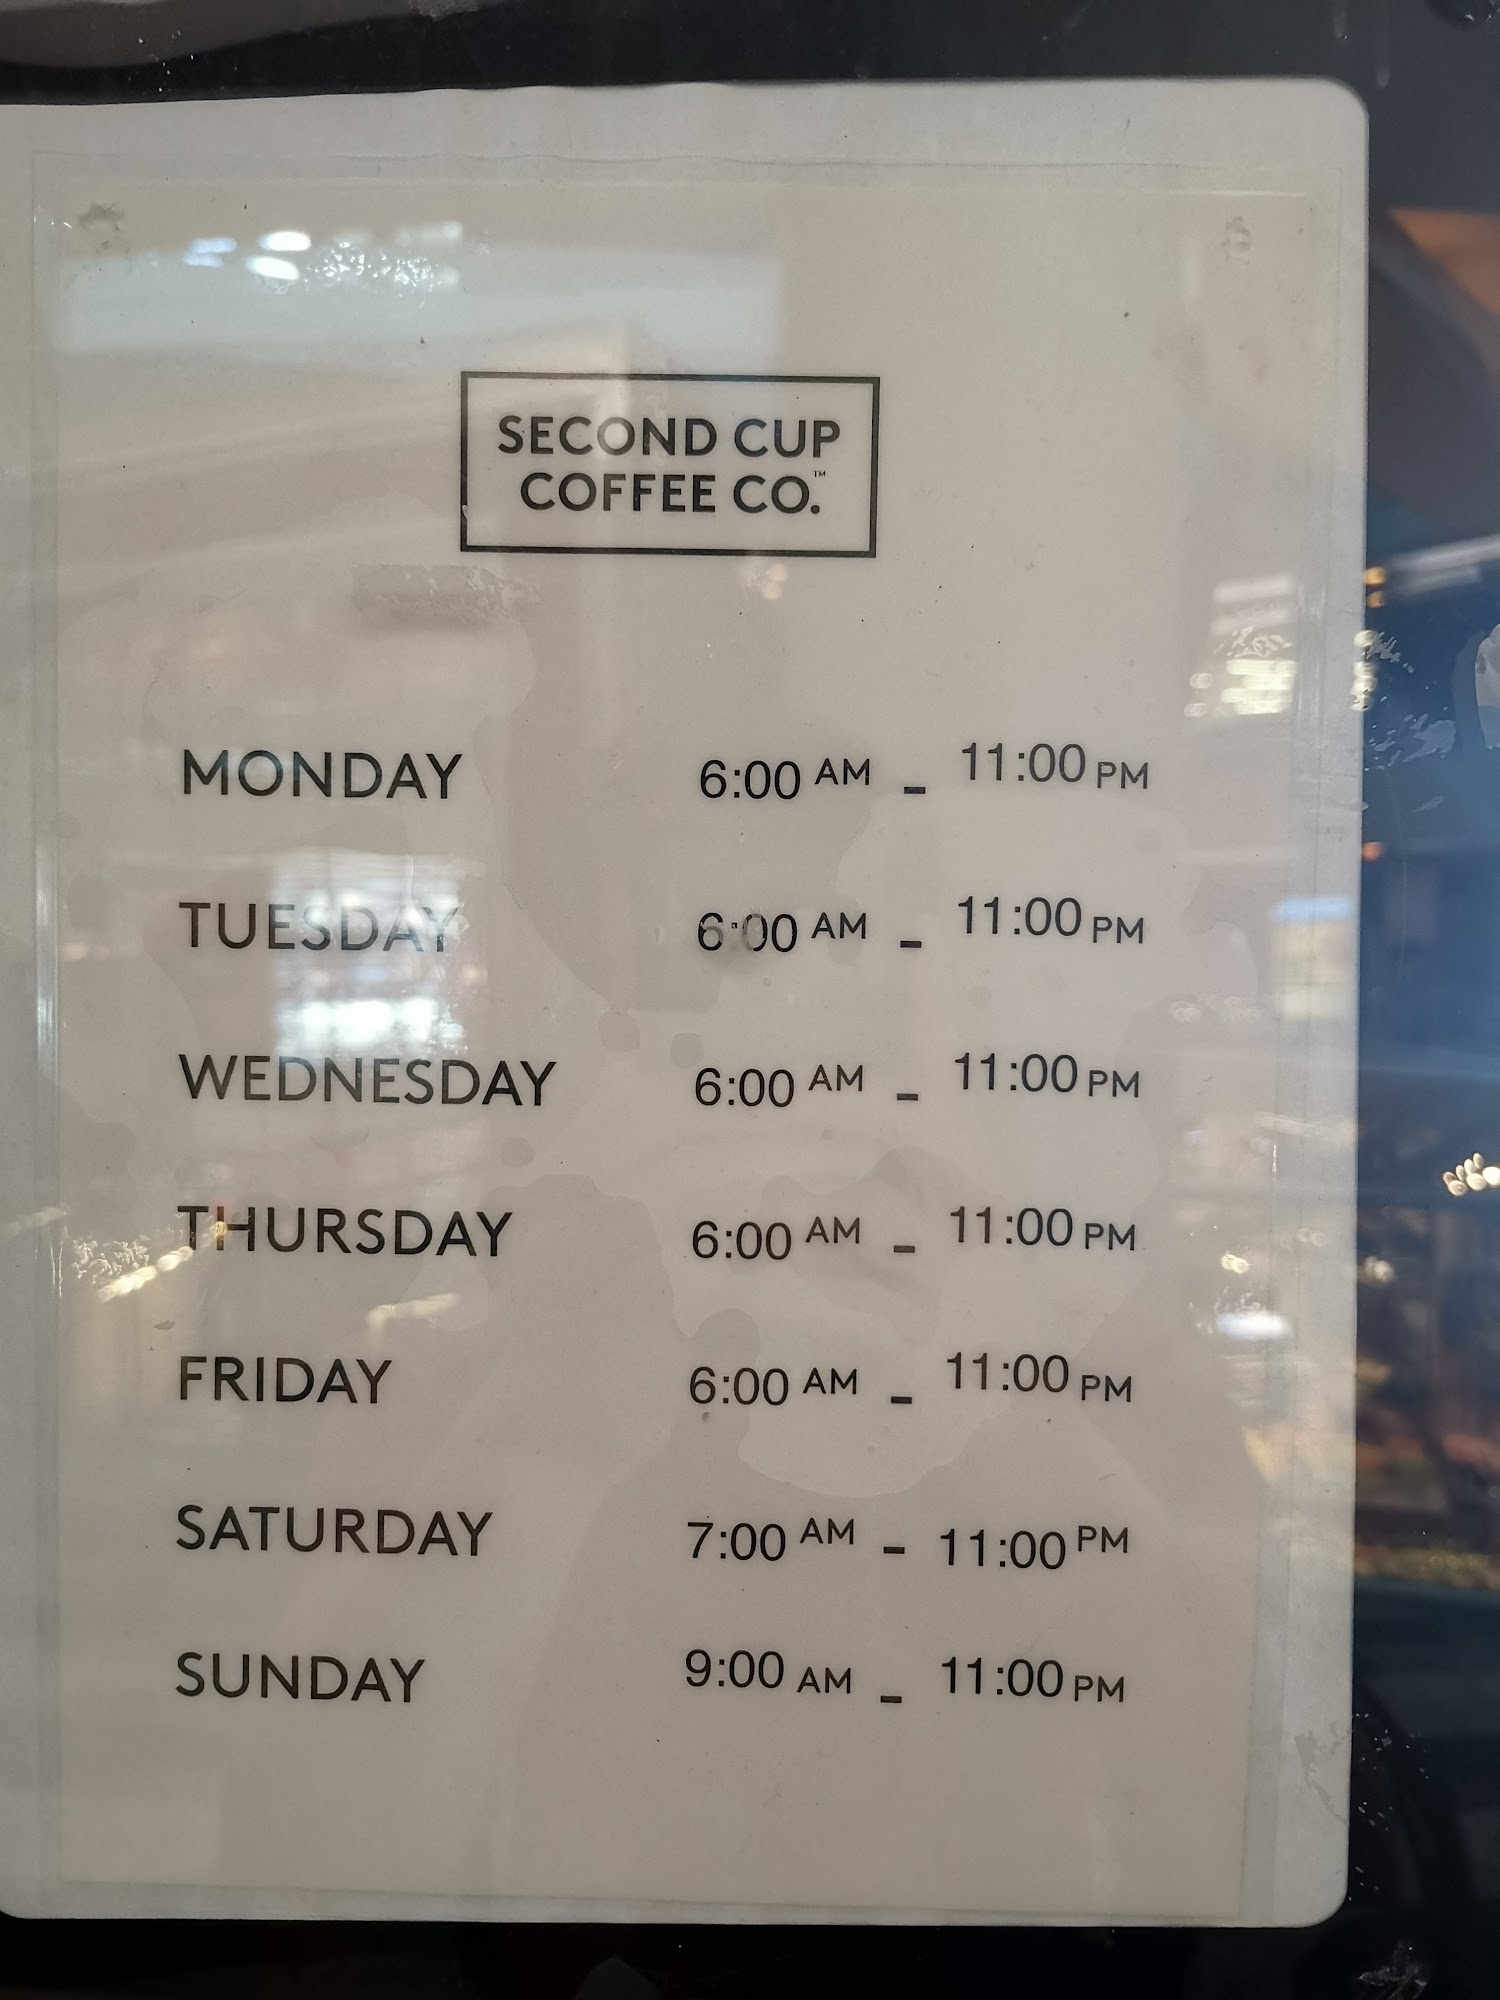 SECOND CUP
COFFEE CO.™
MONDAY 6:00 AM - 11:00 PM
TUESDAY 6:00 AM - 11:00 PM
WEDNESDAY 6:00 AM - 11:00 PM
THURSDAY 6:00 AM - 11:00 PM
FRIDAY 6:00 AM - 11:00 PM
SATURDAY 7:00 AM - 11:00 PM
SUNDAY 9:00 AM - 11:00 PM